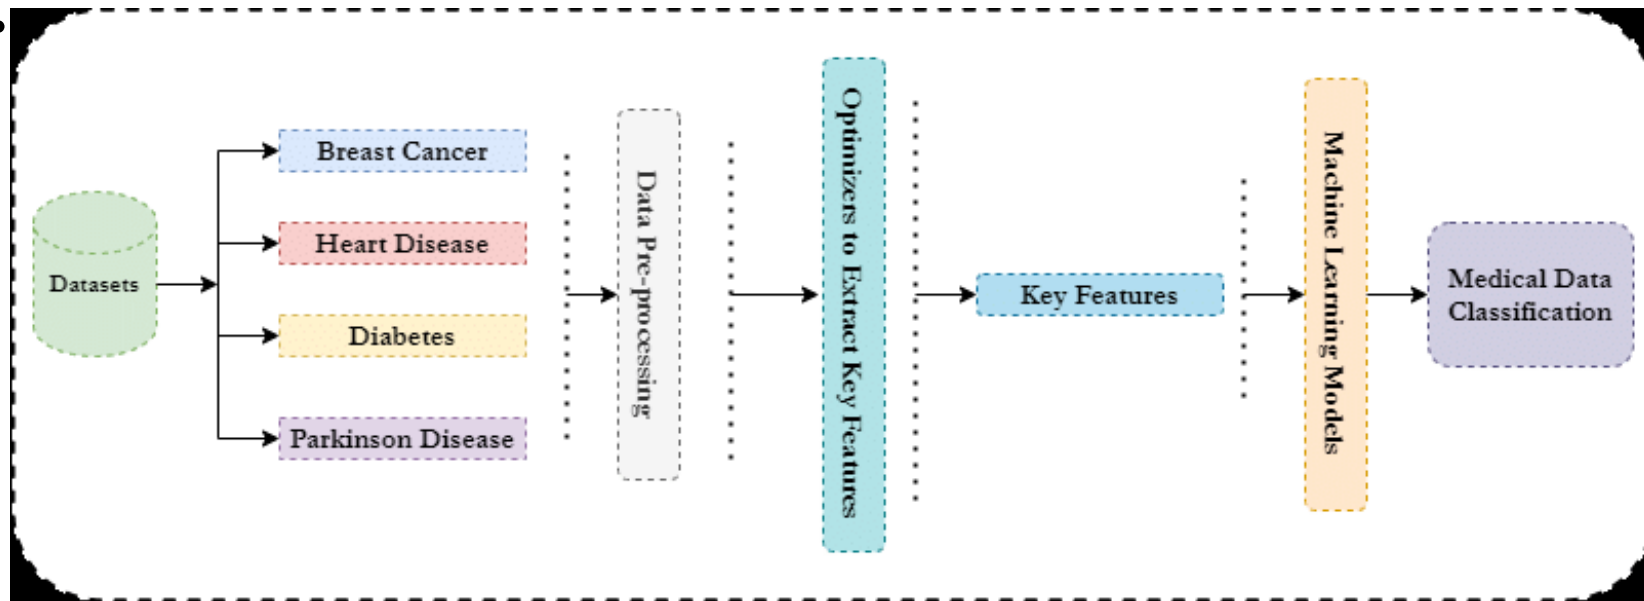 Datasets
Breast Cancer
Heart Disease
Diabetes
Parkinson Disease
Data Pre-processing
Optimizers to Extract Key Features
Key Features
Machine Learning Models
Medical Data
Classification